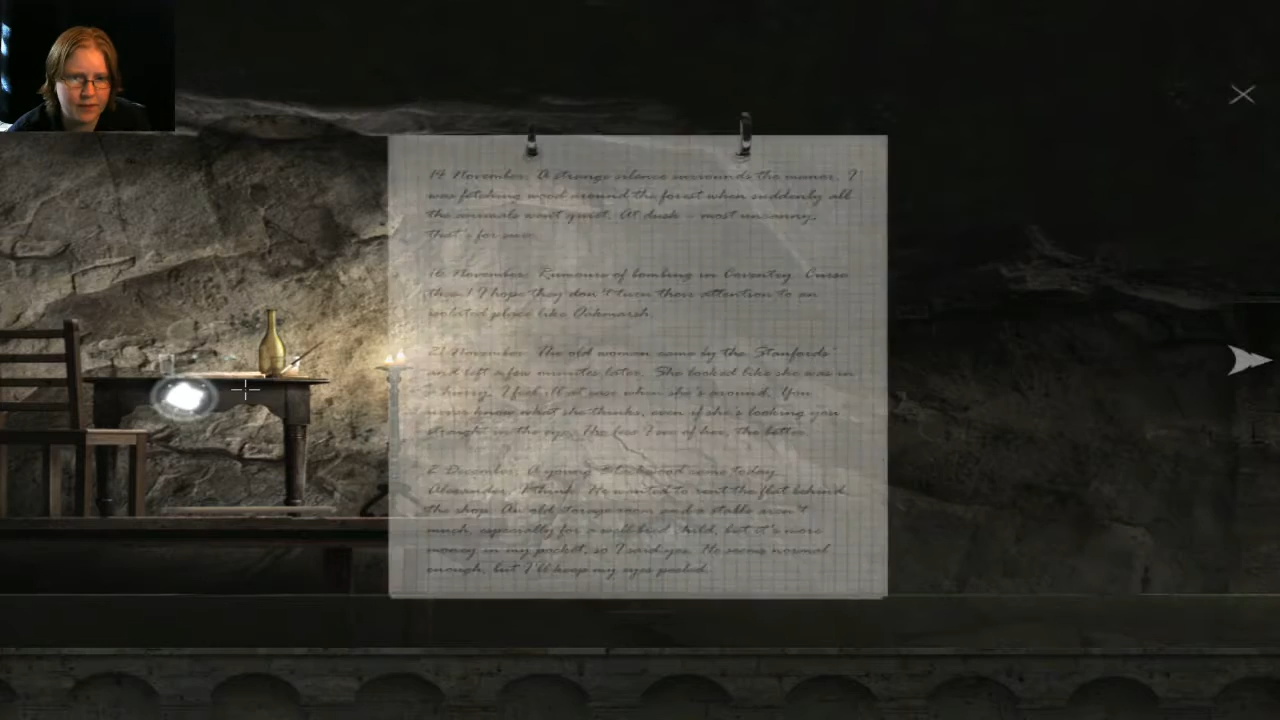 14 November: A strange silence surrounds the manor. I
was fetching wood around the forest when suddenly all
the animals went quiet. At dusk - most uncanny,
that's for sure.
16 November: Rumours of bombing in Coventry. Curse
them! I hope they don't turn their attention to an
isolated place like Oakmarsh.
21 November: The old woman came by the Stanfords'
and left a few minutes later. She looked like she was in
a hurry. I feel ill at ease when she's around. You
never know what she thinks, even if she's looking you
straight in the eye. The less I see of her, the better.
2 December: A young Blackwood came today.
Alexander, I think. He wanted to rent the flat behind
the shop. An old storage room and a stable aren't
much, especially for a well-bred child, but it's more
money in my pocket, so I said yes. He seems normal
enough, but I'll keep my eyes peeled.